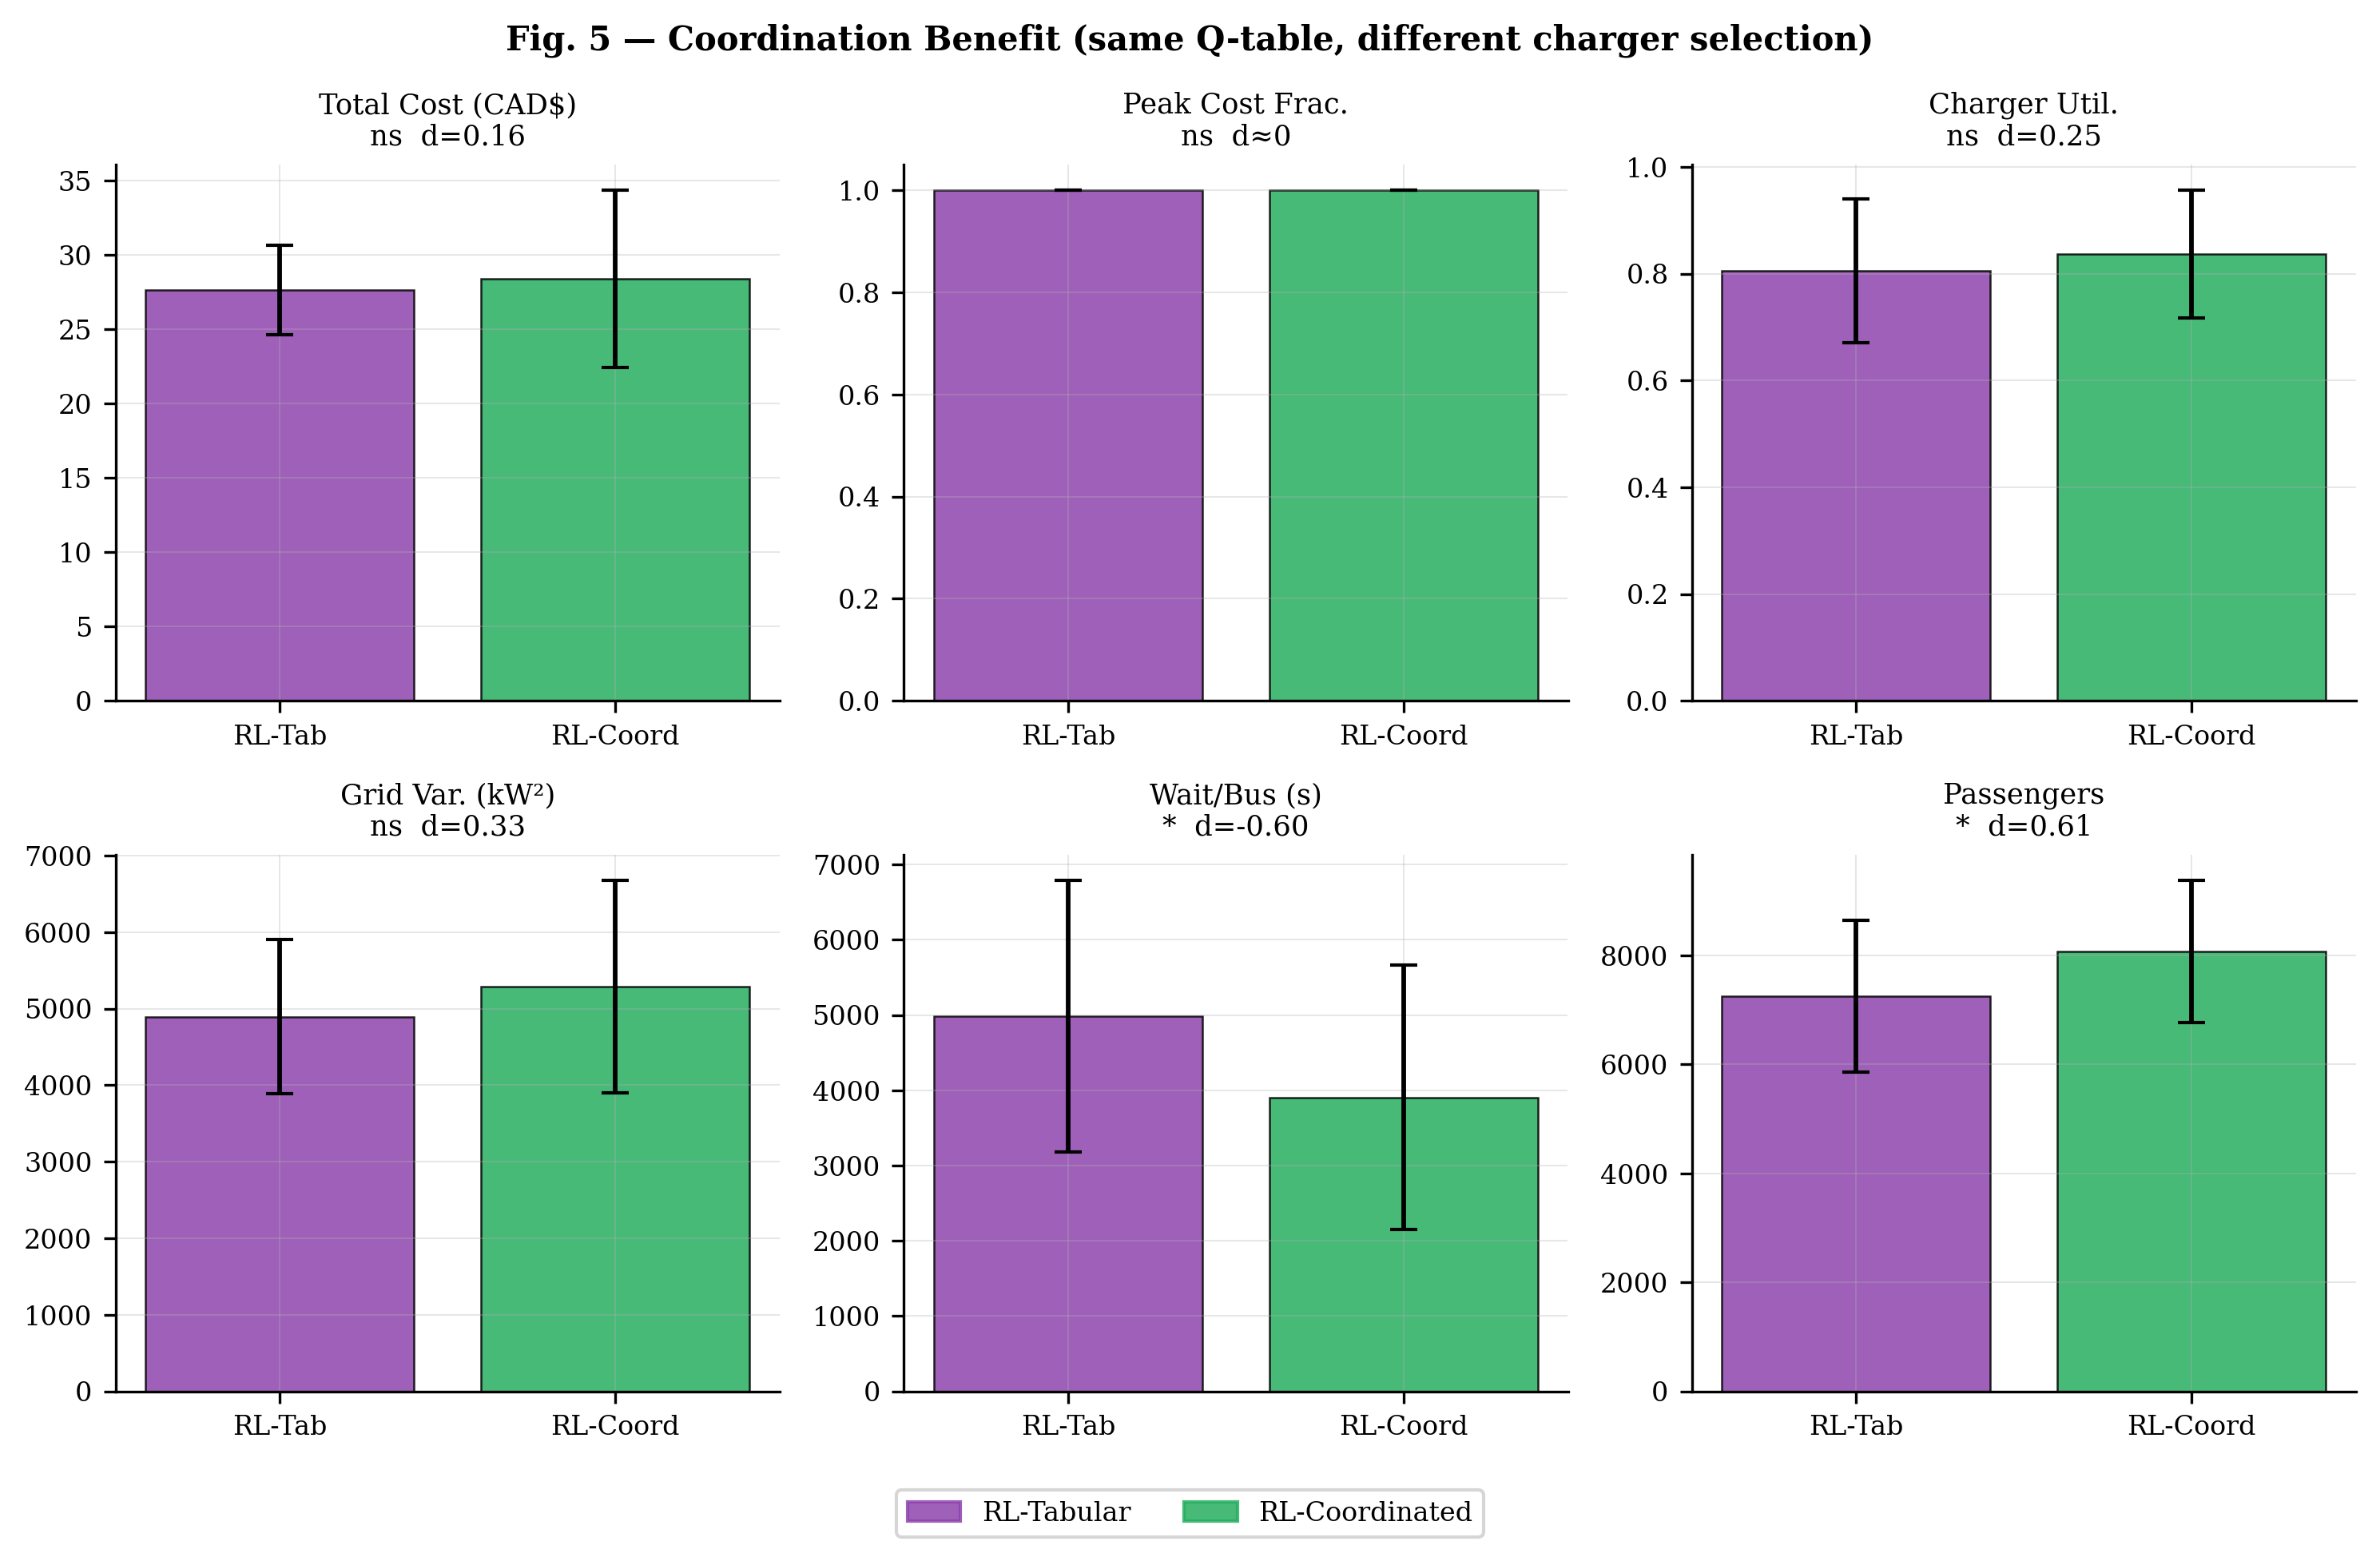 Fig. 5 — Coordination Benefit (same Q-table, different charger selection)
Total Cost (CAD$)
ns d=0.16
35
30
25
20
15
10
5
0
RL-Tab RL-Coord
Peak Cost Frac.
ns d≈0
1.0
0.8
0.6
0.4
0.2
0.0
RL-Tab RL-Coord
Charger Util.
ns d=0.25
1.0
0.8
0.6
0.4
0.2
0.0
RL-Tab RL-Coord
Grid Var. (kW²)
ns d=0.33
7000
6000
5000
4000
3000
2000
1000
0
RL-Tab RL-Coord
Wait/Bus (s)
* d=-0.60
7000
6000
5000
4000
3000
2000
1000
0
RL-Tab RL-Coord
Passengers
* d=0.61
8000
6000
4000
2000
0
RL-Tab RL-Coord
RL-Tabular RL-Coordinated